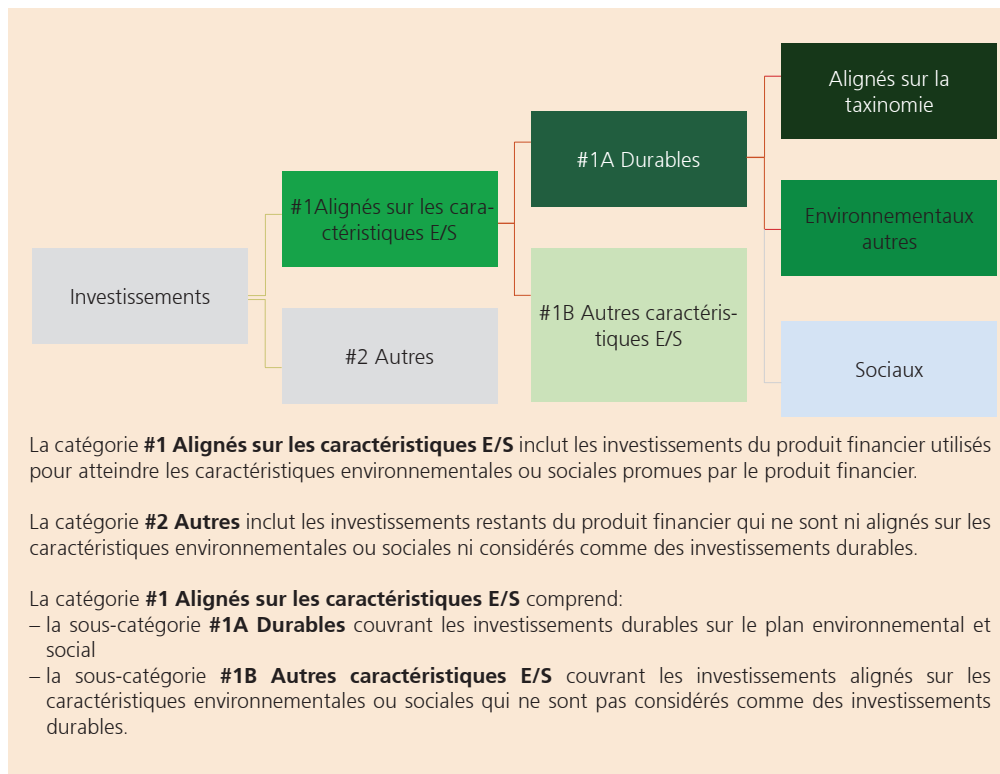 Alignés sur la
taxinomie
#1A Durables
#1Alignés sur les cara-
ctéristiques E/S
Environnementaux
autres
Investissements
#1B Autres caractéris-
tiques E/S
#2 Autres
Sociaux
La catégorie #1 Alignés sur les caractéristiques E/S inclut les investissements du produit financier utilisés
pour atteindre les caractéristiques environnementales ou sociales promues par le produit financier.
La catégorie #2 Autres inclut les investissements restants du produit financier qui ne sont ni alignés sur les
caractéristiques environnementales ou sociales ni considérés comme des investissements durables.
La catégorie #1 Alignés sur les caractéristiques E/S comprend:
– la sous-catégorie #1A Durables couvrant les investissements durables sur le plan environnemental et
social
– la sous-catégorie #1B Autres caractéristiques E/S couvrant les investissements alignés sur les
caractéristiques environnementales ou sociales qui ne sont pas considérés comme des investissements
durables.